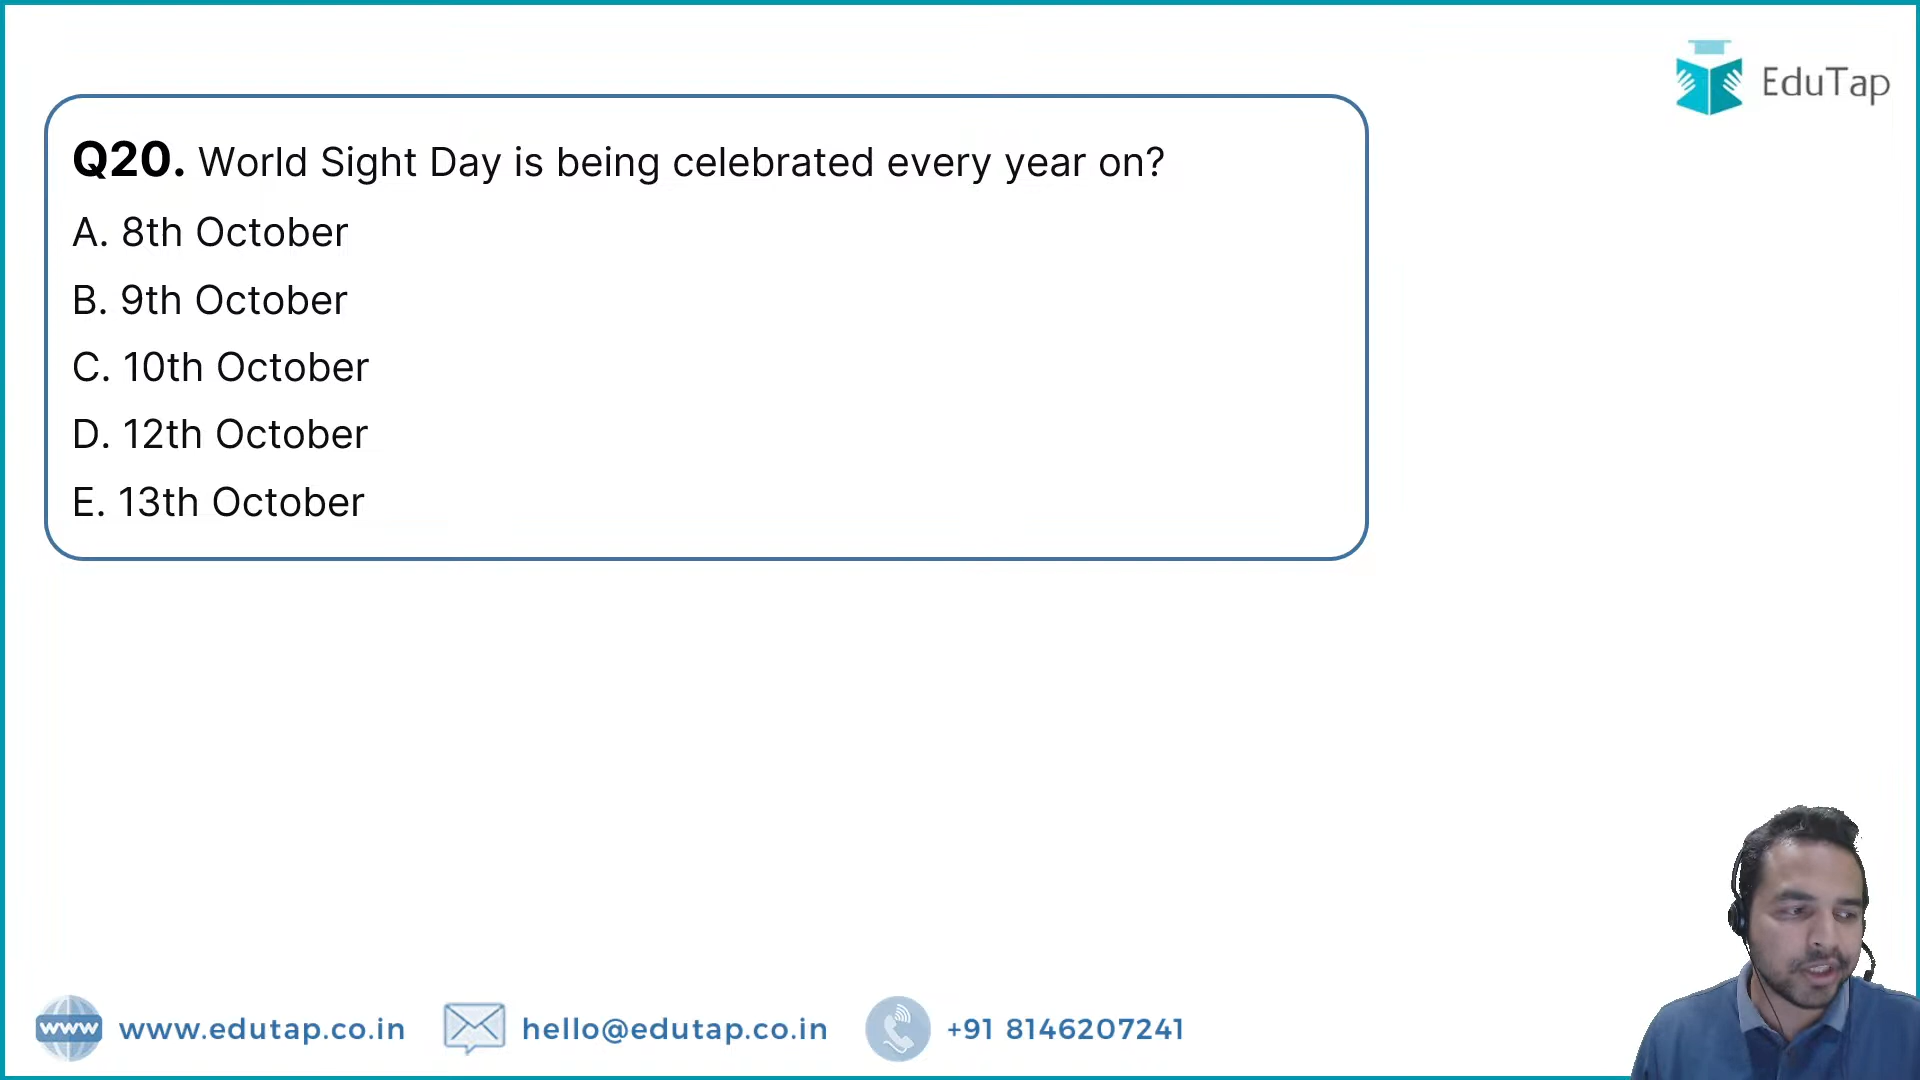 EduTap
Q20. World Sight Day is being celebrated every year on?
A. 8th October
B. 9th October
C. 10th October
D. 12th October
E. 13th October
www www.edutap.co.in hello@edutap.co.in +91 8146207241